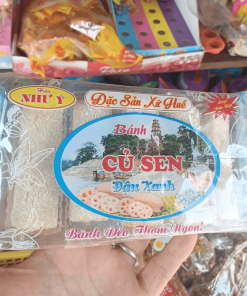 Hiệu
NHƯ Ý
Đặc Sản Xứ Huế
Bánh
CỦ SEN
Đậu Xanh
Bánh Dẻo Thơm Ngon!